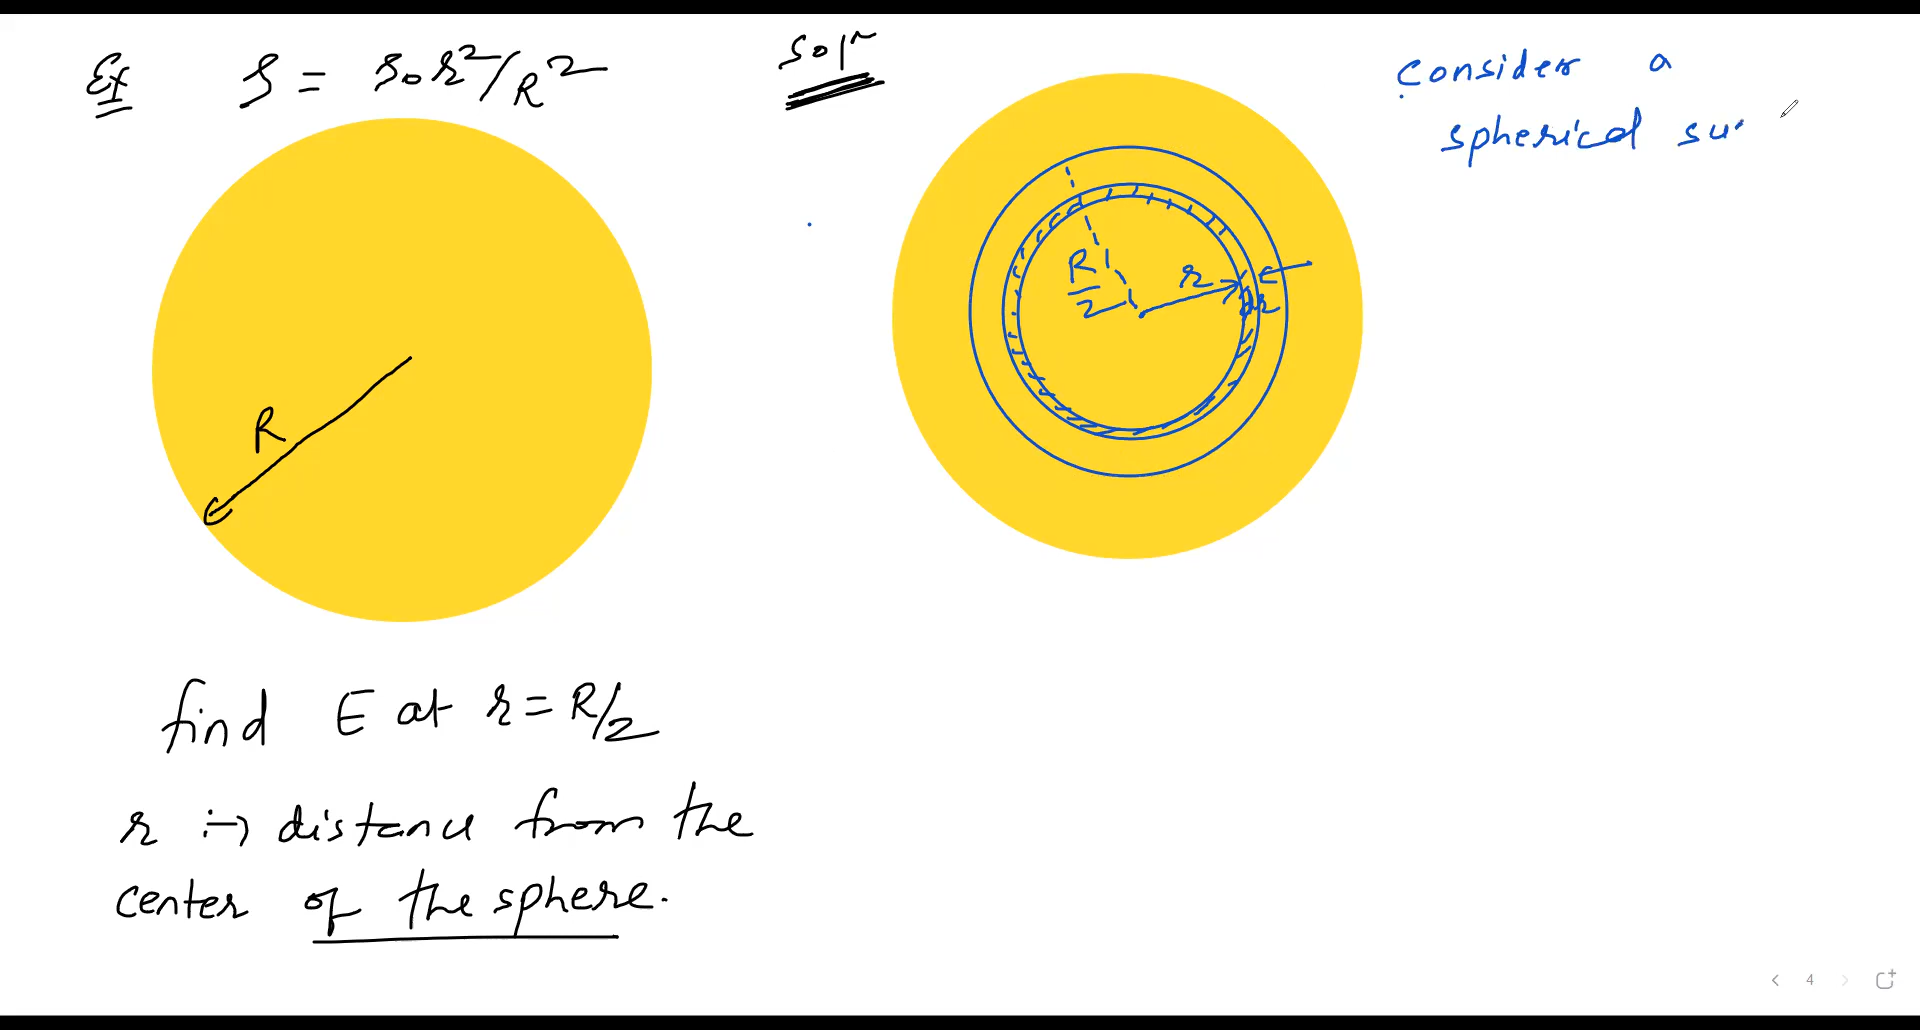 Ex ρ = ρ₀r²/R²
R
find E at r = R/2
r :→ distance from the
center of the sphere.
Solⁿ
R/2
r
dr
Consider a
spherical sur
4